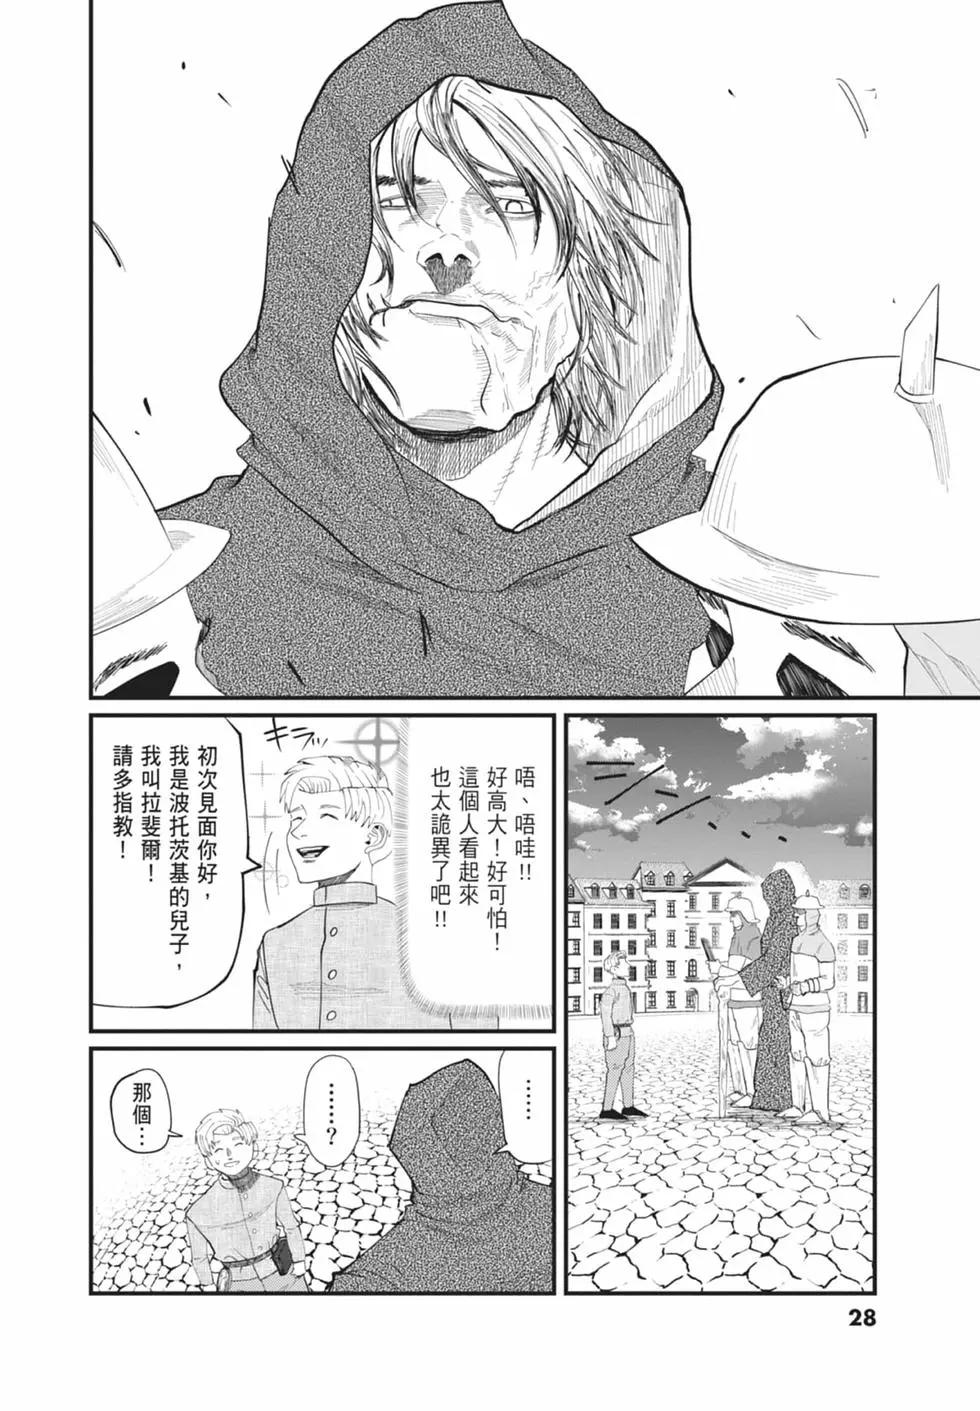 唔、唔哇!!
好高大！好可怕！
這個人看起來
也太詭異了吧!!
キラッ
初次見面你好，
我是波托茨基的兒子，
我叫拉斐爾！
請多指教！
……
……？
那個…
28